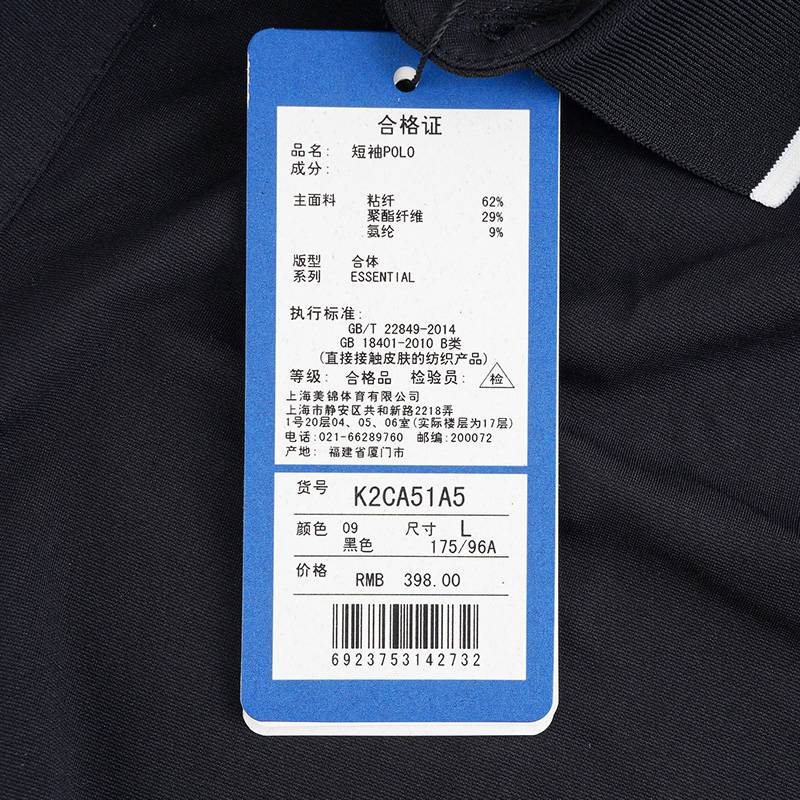 合格证
品名: 短袖POLO
成分:
主面料 粘纤 62%
聚酯纤维 29%
氨纶 9%
版型 合体
系列 ESSENTIAL
执行标准:
GB/T 22849-2014
GB 18401-2010 B类
(直接接触皮肤的纺织产品)
等级: 合格品 检验员: 检
上海美锦体育有限公司
上海市静安区共和新路2218弄
1号20层04、05、06室(实际楼层为17层)
电话:021-66289760 邮编:200072
产地: 福建省厦门市
货号 K2CA51A5
颜色 09 尺寸 L
黑色 175/96A
价格 RMB 398.00
6923753142732